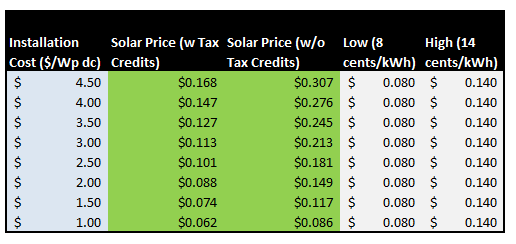 Installation Solar Price (w Tax Solar Price (w/o Low (8 High (14
Cost ($/Wp dc) Credits) Tax Credits) cents/kWh) cents/kWh)
$ 4.50 $0.168 $0.307 $ 0.080 $ 0.140
$ 4.00 $0.147 $0.276 $ 0.080 $ 0.140
$ 3.50 $0.127 $0.245 $ 0.080 $ 0.140
$ 3.00 $0.113 $0.213 $ 0.080 $ 0.140
$ 2.50 $0.101 $0.181 $ 0.080 $ 0.140
$ 2.00 $0.088 $0.149 $ 0.080 $ 0.140
$ 1.50 $0.074 $0.117 $ 0.080 $ 0.140
$ 1.00 $0.062 $0.086 $ 0.080 $ 0.140